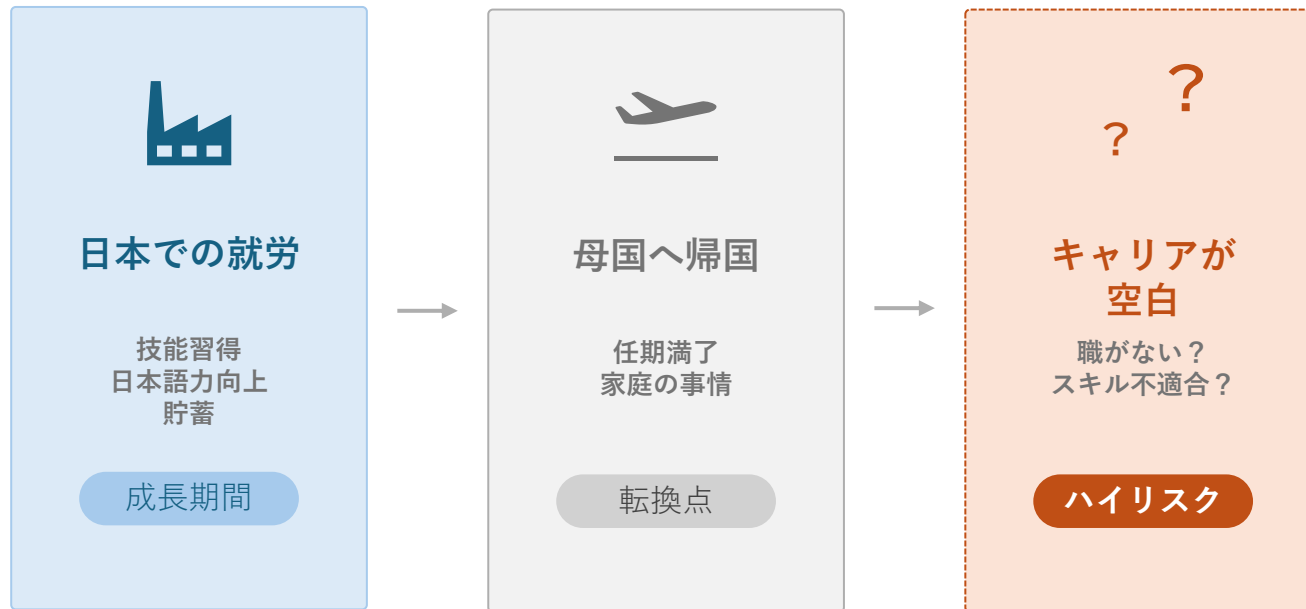 日本での就労
技能習得
日本語力向上
貯蓄
成長期間
母国へ帰国
任期満了
家庭の事情
転換点
?
?
キャリアが
空白
職がない？
スキル不適合？
ハイリスク